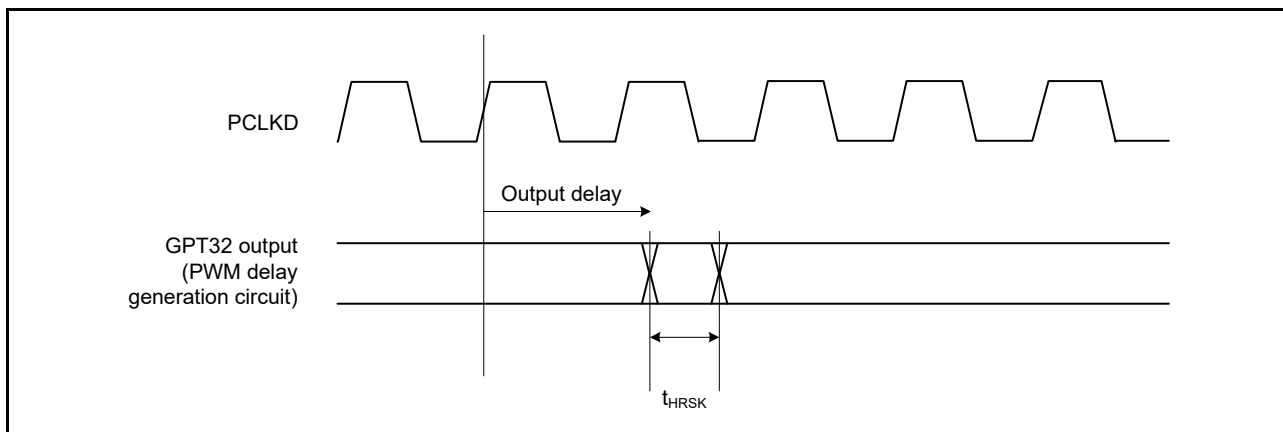 PCLKD
Output delay
GPT32 output
(PWM delay
generation circuit)
tHRSK